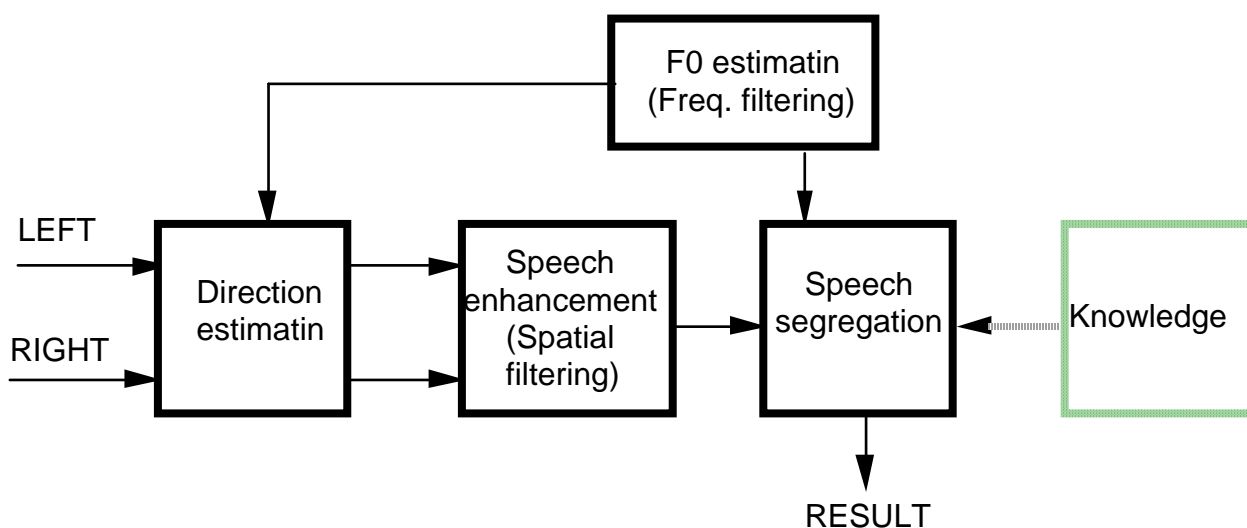 F0 estimatin
(Freq. filtering)
LEFT
RIGHT
Direction
estimatin
Speech
enhancement
(Spatial
filtering)
Speech
segregation
Knowledge
RESULT